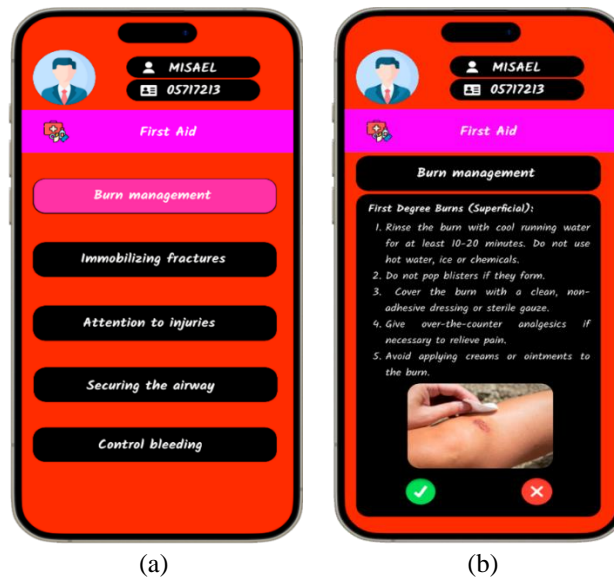 MISAEL
05717213
First Aid
Burn management
Immobilizing fractures
Attention to injuries
Securing the airway
Control bleeding
(a)
MISAEL
05717213
First Aid
Burn management
First Degree Burns (Superficial):
1. Rinse the burn with cool running water
for at least 10-20 minutes. Do not use
hot water, ice or chemicals.
2. Do not pop blisters if they form.
3. Cover the burn with a clean, non-
adhesive dressing or sterile gauze.
4. Give over-the-counter analgesics if
necessary to relieve pain.
5. Avoid applying creams or ointments to
the burn.
(b)